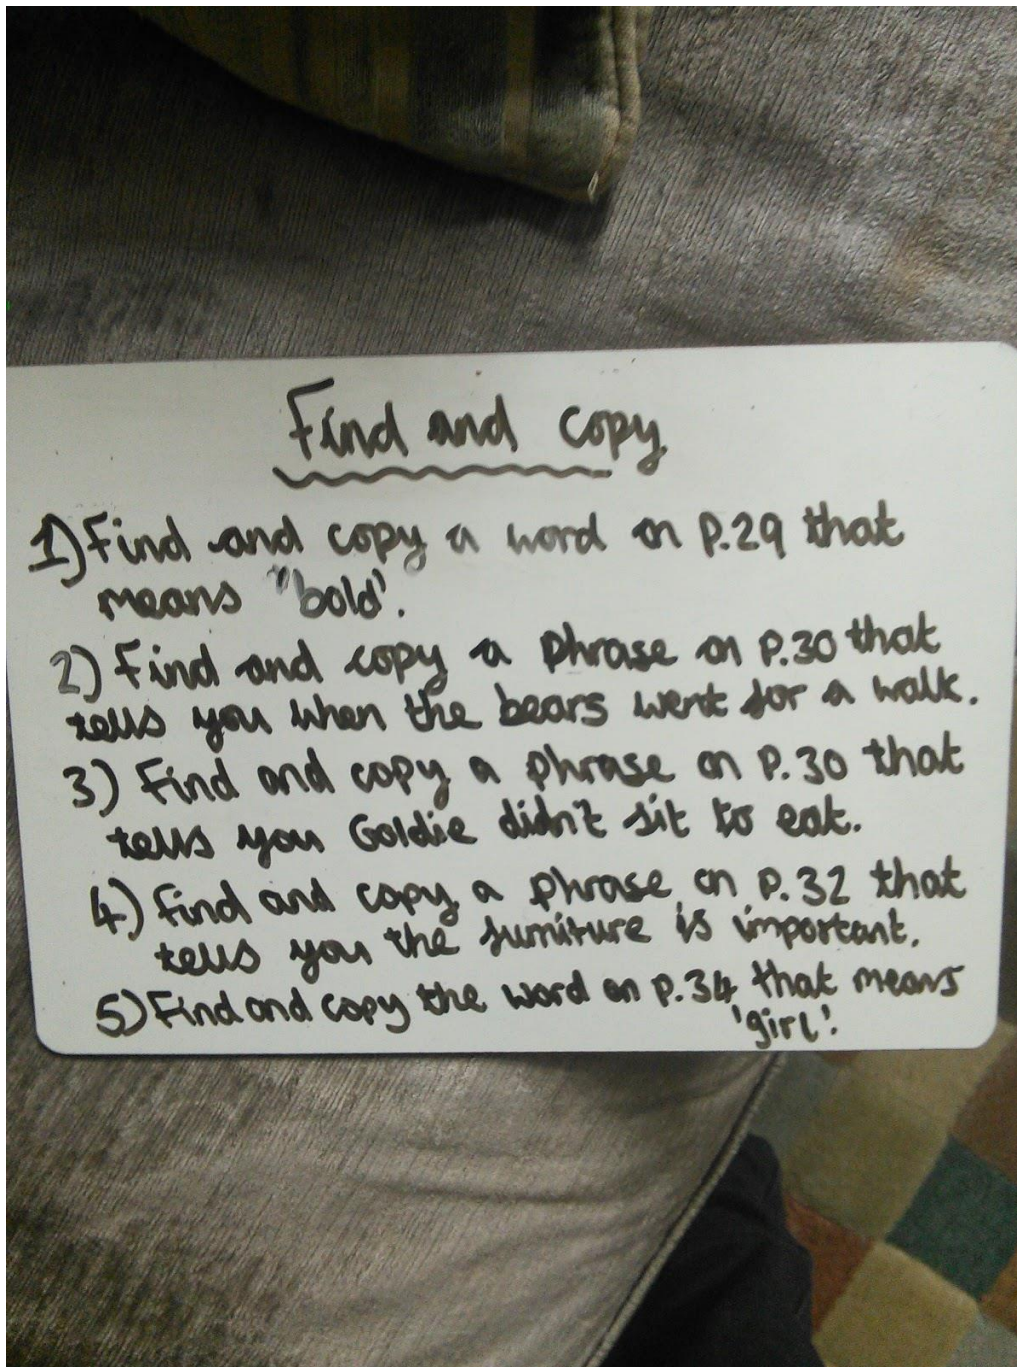 Find and copy
1) Find and copy a word on P.29 that
means "bold'.
2) Find and copy a phrase on P.30 that
tells you when the bears went for a walk.
3) Find and copy a phrase on P.30 that
tells you Goldie didn't sit to eat.
4) Find and copy a phrase on p.32 that
tells you the furniture is important.
5) Find and copy the word on p.34 that means
'girl'.